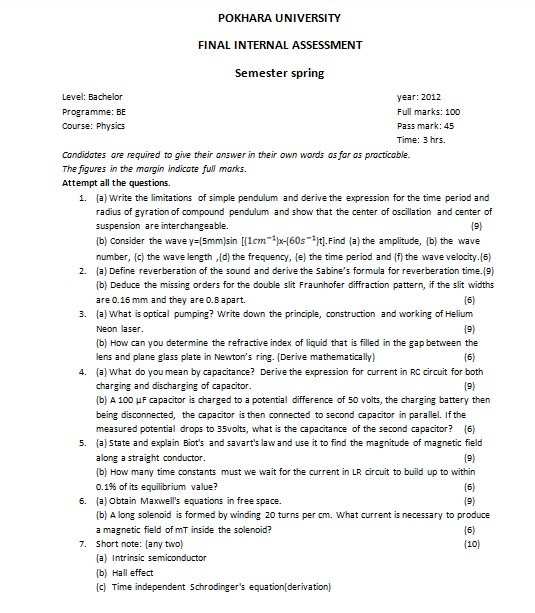 POKHARA UNIVERSITY
FINAL INTERNAL ASSESSMENT
Semester spring
Level: Bachelor year: 2012
Programme: BE Full marks: 100
Course: Physics Pass mark: 45
Time: 3 hrs.
Candidates are required to give their answer in their own words as far as practicable.
The figures in the margin indicate full marks.
Attempt all the questions.
1. (a) Write the limitations of simple pendulum and derive the expression for the time period and
radius of gyration of compound pendulum and show that the center of oscillation and center of
suspension are interchangeable. (9)
(b) Consider the wave y=(5mm)sin [(1cm⁻¹)x-(60s⁻¹)t].Find (a) the amplitude, (b) the wave
number, (c) the wave length ,(d) the frequency, (e) the time period and (f) the wave velocity.(6)
2. (a) Define reverberation of the sound and derive the Sabine's formula for reverberation time.(9)
(b) Deduce the missing orders for the double slit Fraunhofer diffraction pattern, if the slit widths
are 0.16 mm and they are 0.8 apart. (6)
3. (a) What is optical pumping? Write down the principle, construction and working of Helium
Neon laser. (9)
(b) How can you determine the refractive index of liquid that is filled in the gap between the
lens and plane glass plate in Newton's ring. (Derive mathematically) (6)
4. (a) What do you mean by capacitance? Derive the expression for current in RC circuit for both
charging and discharging of capacitor. (9)
(b) A 100 µF capacitor is charged to a potential difference of 50 volts, the charging battery then
being disconnected, the capacitor is then connected to second capacitor in parallel. If the
measured potential drops to 35volts, what is the capacitance of the second capacitor? (6)
5. (a) State and explain Biot's and savart's law and use it to find the magnitude of magnetic field
along a straight conductor. (9)
(b) How many time constants must we wait for the current in LR circuit to build up to within
0.1% of its equilibrium value? (6)
6. (a) Obtain Maxwell's equations in free space. (9)
(b) A long solenoid is formed by winding 20 turns per cm. What current is necessary to produce
a magnetic field of mT inside the solenoid? (6)
7. Short note: (any two) (10)
(a) Intrinsic semiconductor
(b) Hall effect
(c) Time independent Schrodinger's equation(derivation)